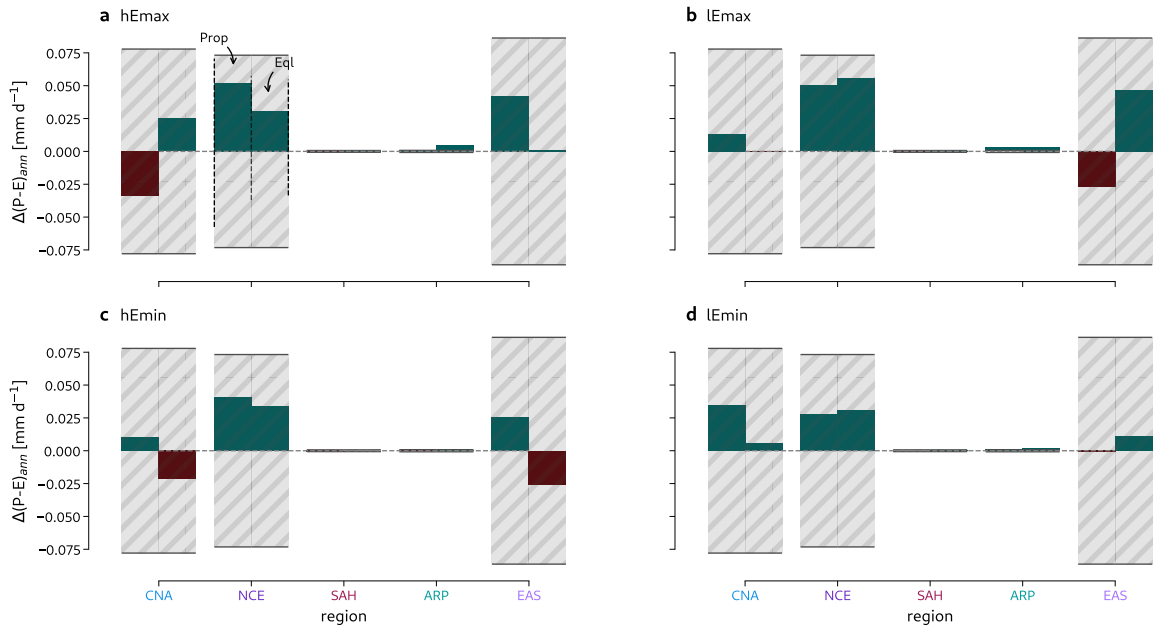 a hEmax
b lEmax
Prop
Eql
Δ(P-E)ann [mm d−1]
0.075
0.050
0.025
0.000
−0.025
−0.050
−0.075
c hEmin
d lEmin
Δ(P-E)ann [mm d−1]
0.075
0.050
0.025
0.000
−0.025
−0.050
−0.075
CNA NCE SAH ARP EAS
CNA NCE SAH ARP EAS
region
region